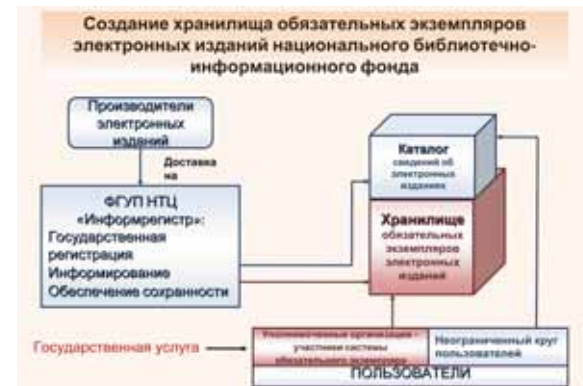 Создание хранилища обязательных экземпляров
электронных изданий национального библиотечно-
информационного фонда
Производители
электронных
изданий
Доставка
на
ФГУП НТЦ
«Информрегистр»:
Государственная
регистрация
Информирование
Обеспечение сохранности
Каталог
сведений об
электронных
изданиях
Хранилище
обязательных
экземпляров
электронных
изданий
Государственная услуга
Уполномоченные организации -
участники системы
обязательного экземпляра
Неограниченный круг
пользователей
ПОЛЬЗОВАТЕЛИ